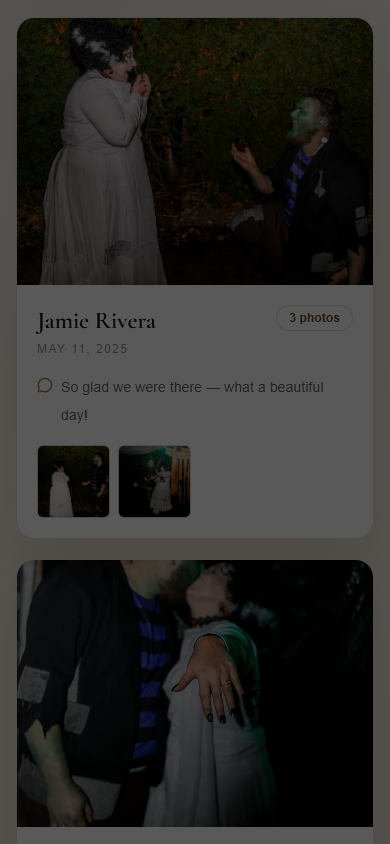 Jamie Rivera
3 photos
MAY 11, 2025
So glad we were there — what a beautiful
day!